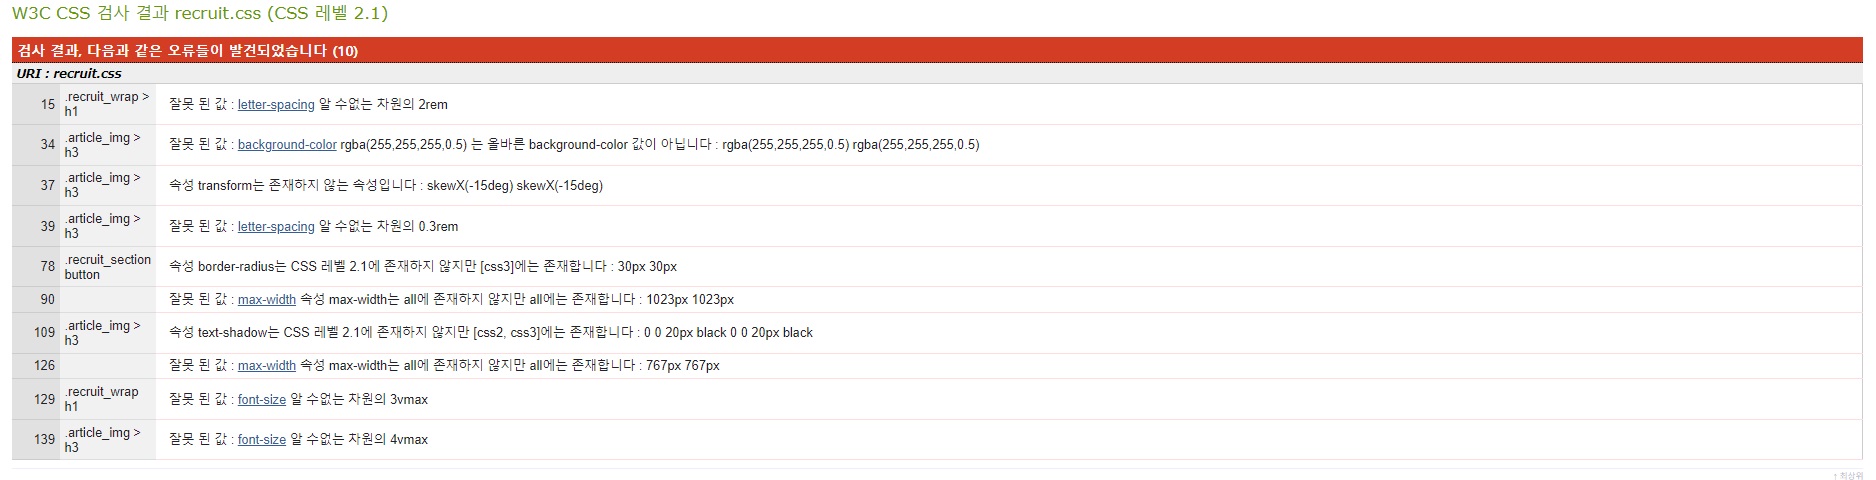 W3C CSS 검사 결과 recruit.css (CSS 레벨 2.1)
검사 결과, 다음과 같은 오류들이 발견되었습니다 (10)
URI : recruit.css
15 .recruit_wrap > h1 잘못 된 값 : letter-spacing 알 수없는 차원의 2rem
34 .article_img > h3 잘못 된 값 : background-color rgba(255,255,255,0.5) 는 올바른 background-color 값이 아닙니다 : rgba(255,255,255,0.5) rgba(255,255,255,0.5)
37 .article_img > h3 속성 transform는 존재하지 않는 속성입니다 : skewX(-15deg) skewX(-15deg)
39 .article_img > h3 잘못 된 값 : letter-spacing 알 수없는 차원의 0.3rem
78 .recruit_section button 속성 border-radius는 CSS 레벨 2.1에 존재하지 않지만 [css3]에는 존재합니다 : 30px 30px
90 잘못 된 값 : max-width 속성 max-width는 all에 존재하지 않지만 all에는 존재합니다 : 1023px 1023px
109 .article_img > h3 속성 text-shadow는 CSS 레벨 2.1에 존재하지 않지만 [css2, css3]에는 존재합니다 : 0 0 20px black 0 0 20px black
126 잘못 된 값 : max-width 속성 max-width는 all에 존재하지 않지만 all에는 존재합니다 : 767px 767px
129 .recruit_wrap h1 잘못 된 값 : font-size 알 수없는 차원의 3vmax
139 .article_img > h3 잘못 된 값 : font-size 알 수없는 차원의 4vmax
↑ 최상위